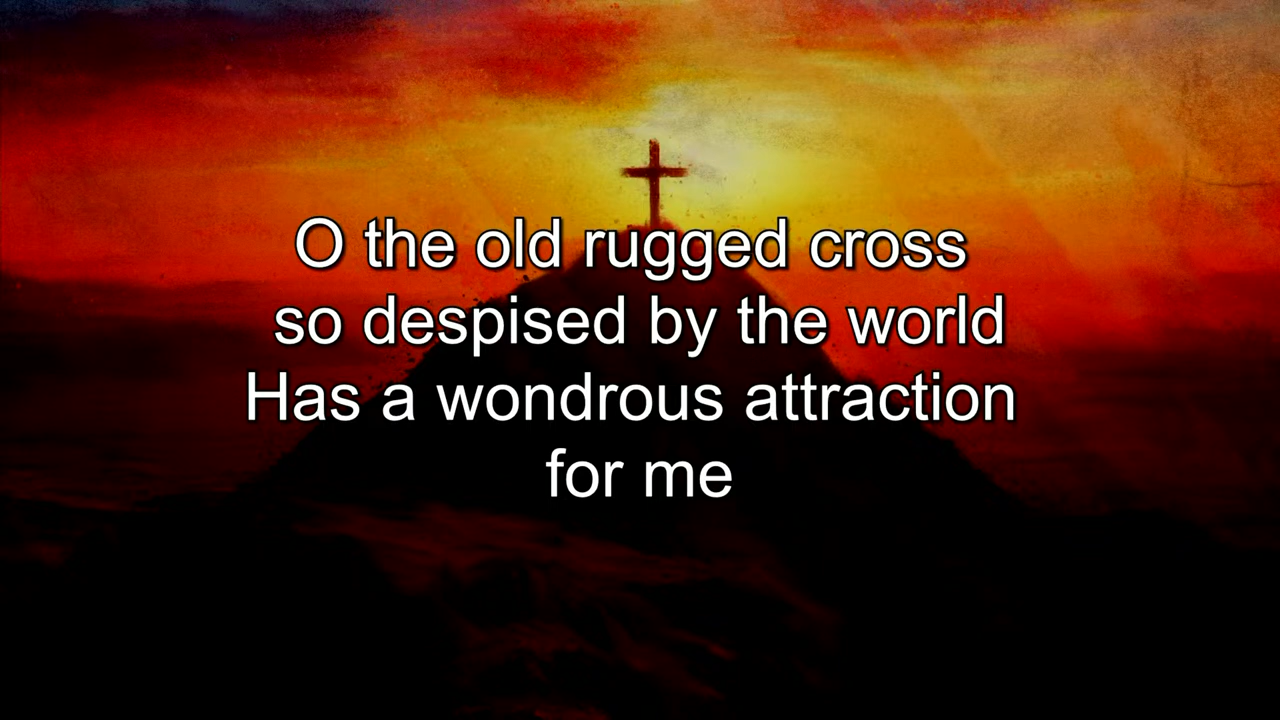 O the old rugged cross
so despised by the world
Has a wondrous attraction
for me